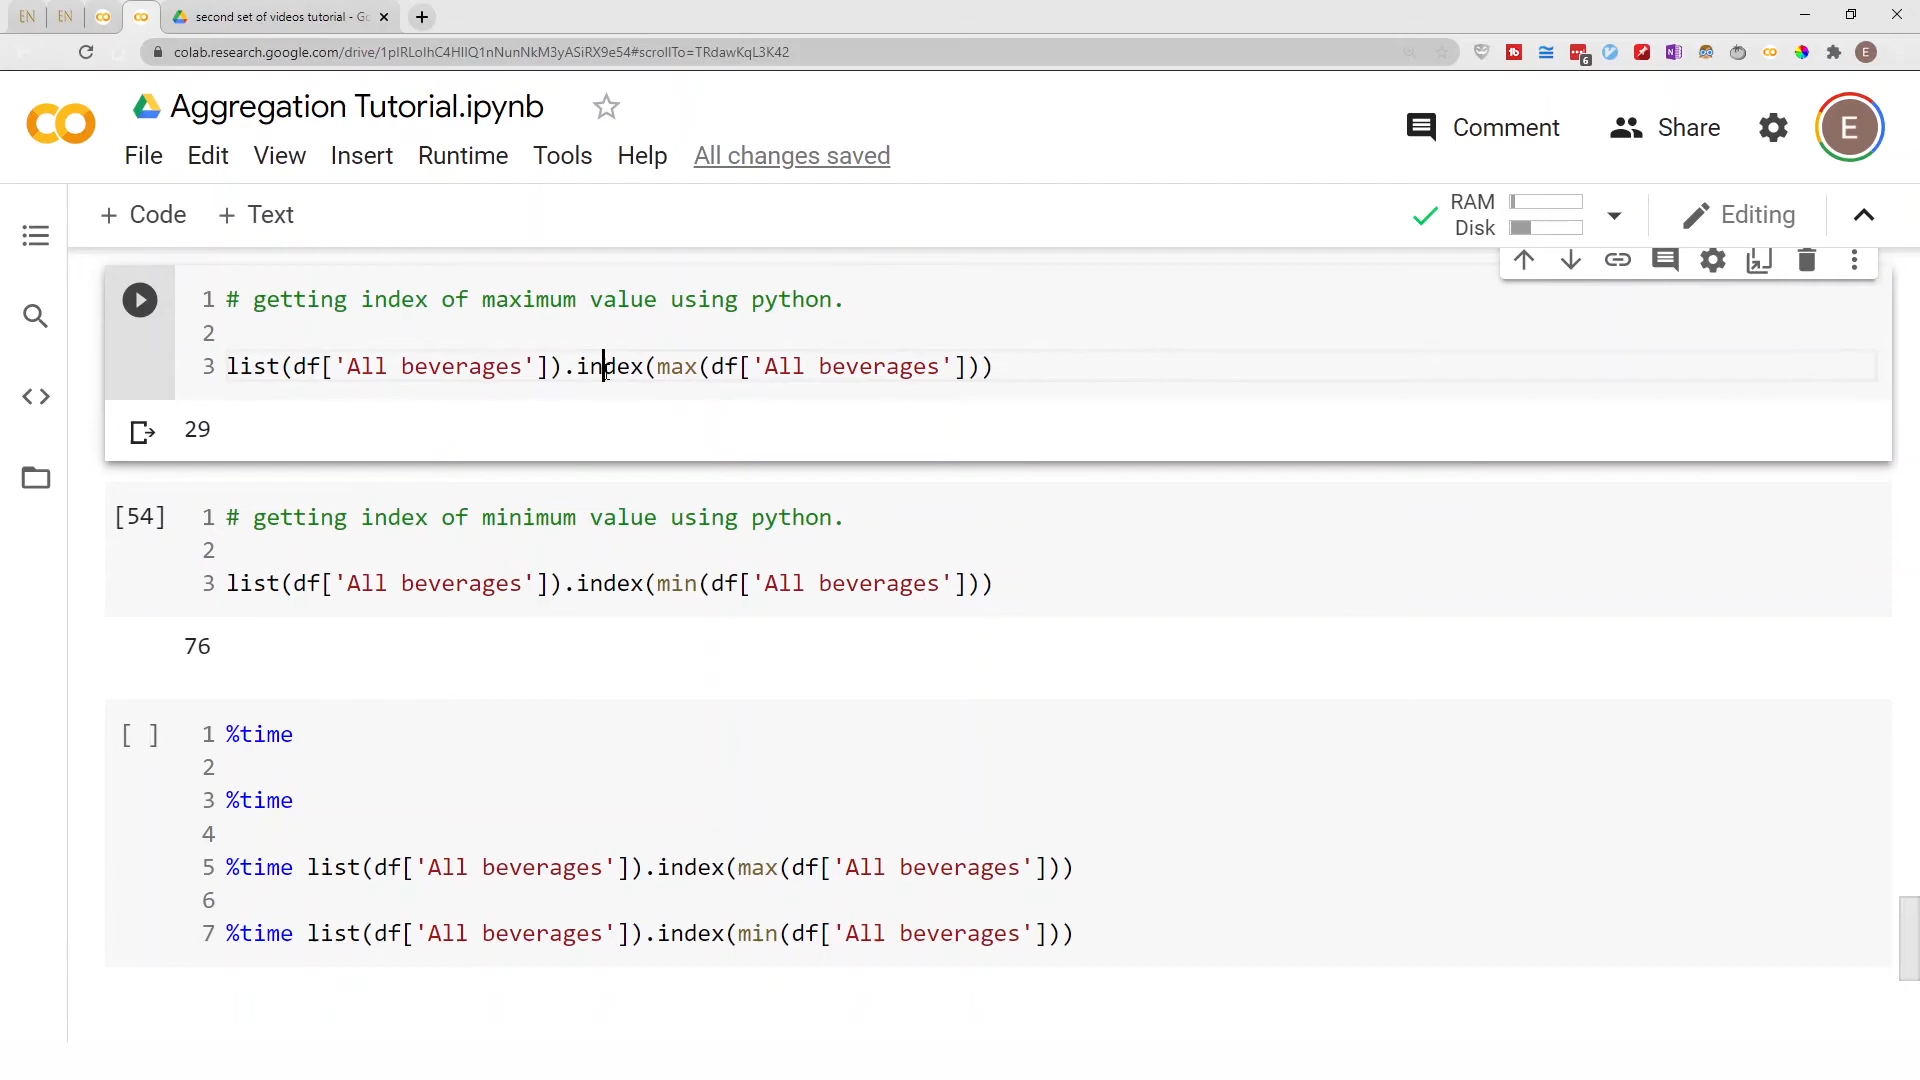 EN EN second set of videos tutorial - Go
colab.research.google.com/drive/1pIRLoIhC4HIIQ1nNunNkM3yASiRX9e54#scrollTo=TRdawKqL3K42
6 E
CO Aggregation Tutorial.ipynb
Comment Share E
File Edit View Insert Runtime Tools Help All changes saved
+ Code + Text RAM Disk Editing
1 # getting index of maximum value using python.
2
3 list(df['All beverages']).index(max(df['All beverages']))
29
[54] 1 # getting index of minimum value using python.
2
3 list(df['All beverages']).index(min(df['All beverages']))
76
[ ] 1 %time
2
3 %time
4
5 %time list(df['All beverages']).index(max(df['All beverages']))
6
7 %time list(df['All beverages']).index(min(df['All beverages']))